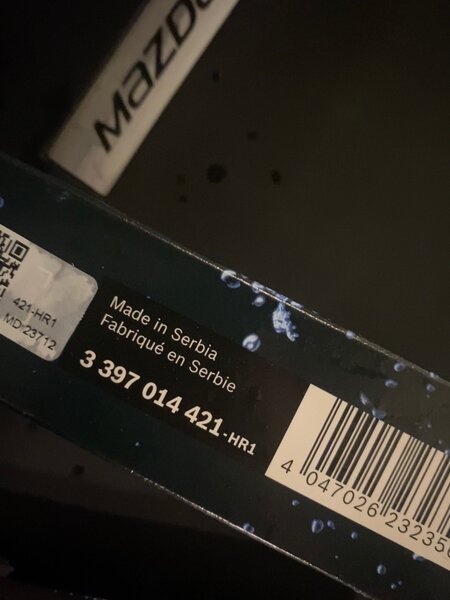 mazda
421-HR1
MD:23712
Made in Serbia
Fabriqué en Serbie
3 397 014 421-HR1
4 047026 23235